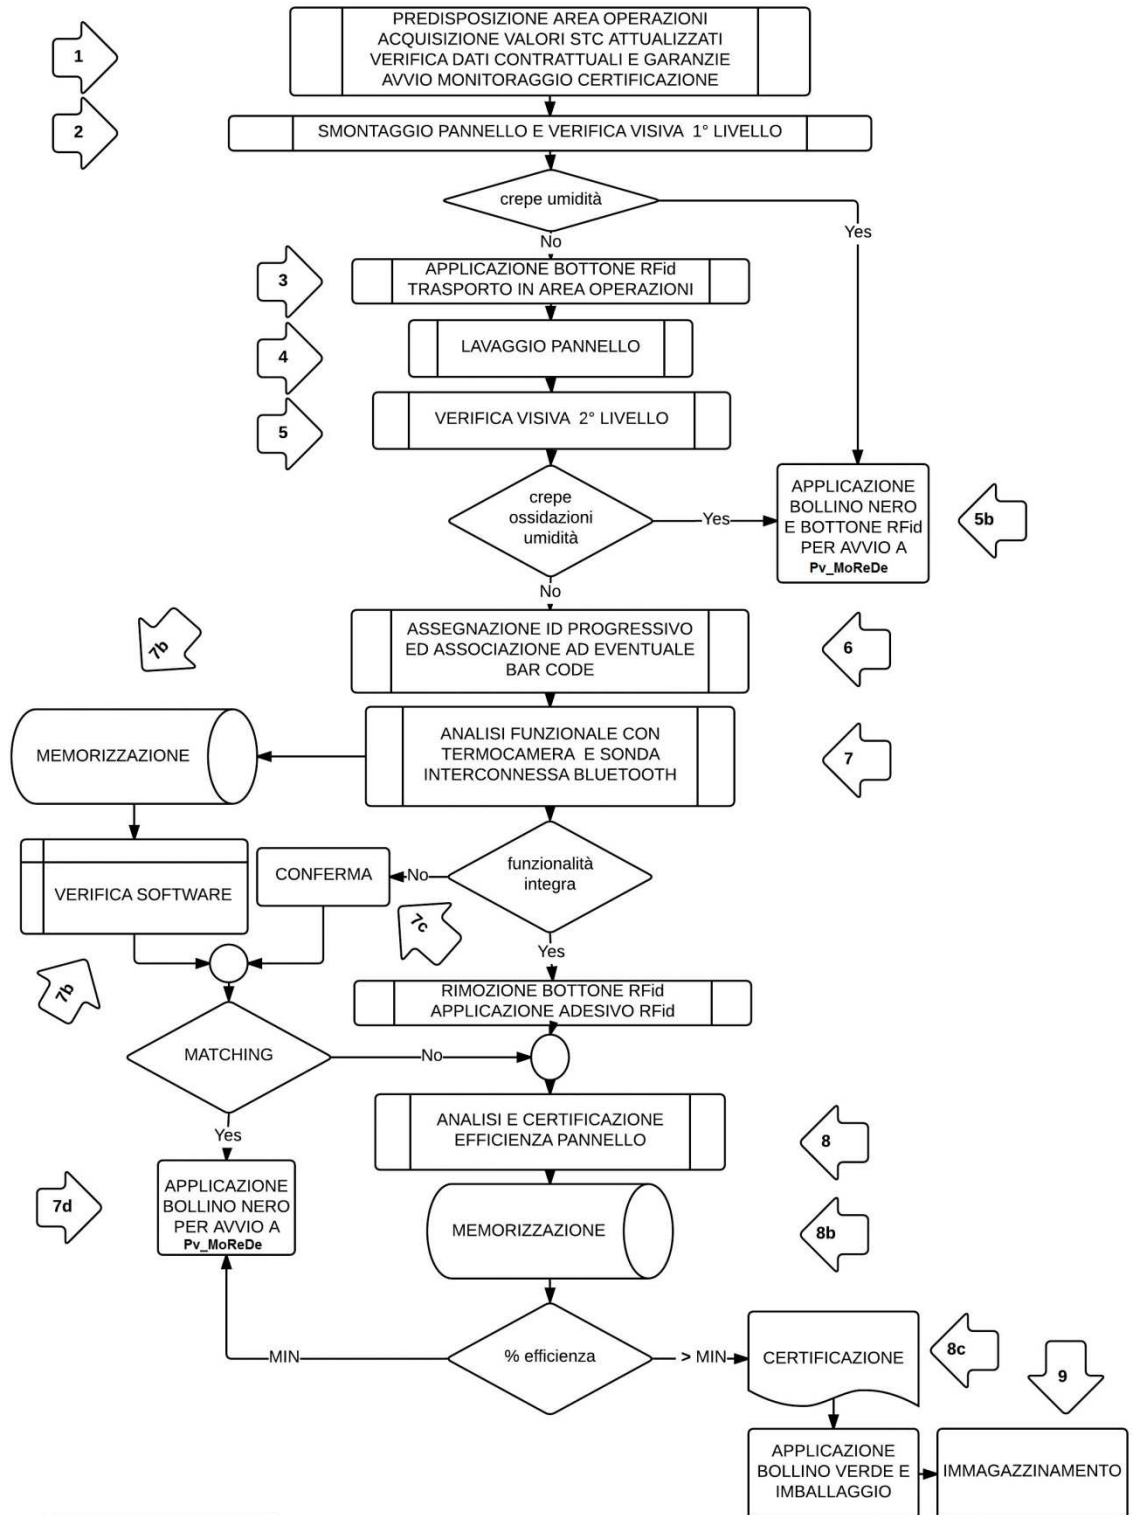 1
PREDISPOSIZIONE AREA OPERAZIONI
ACQUISIZIONE VALORI STC ATTUALIZZATI
VERIFICA DATI CONTRATTUALI E GARANZIE
AVVIO MONITORAGGIO CERTIFICAZIONE
2
SMONTAGGIO PANNELLO E VERIFICA VISIVA 1° LIVELLO
crepe umidità
Yes
No
3
APPLICAZIONE BOTTONE RFid
TRASPORTO IN AREA OPERAZIONI
4
LAVAGGIO PANNELLO
5
VERIFICA VISIVA 2° LIVELLO
crepe
ossidazioni
umidità
Yes
APPLICAZIONE
BOLLINO NERO
E BOTTONE RFid
PER AVVIO A
Pv_MoReDe
5b
No
7b
ASSEGNAZIONE ID PROGRESSIVO
ED ASSOCIAZIONE AD EVENTUALE
BAR CODE
6
MEMORIZZAZIONE
ANALISI FUNZIONALE CON
TERMOCAMERA E SONDA
INTERCONNESSA BLUETOOTH
7
VERIFICA SOFTWARE
CONFERMA
No
funzionalità
integra
7c
Yes
7b
RIMOZIONE BOTTONE RFid
APPLICAZIONE ADESIVO RFid
MATCHING
No
Yes
ANALISI E CERTIFICAZIONE
EFFICIENZA PANNELLO
8
7d
APPLICAZIONE
BOLLINO NERO
PER AVVIO A
Pv_MoReDe
MEMORIZZAZIONE
8b
MIN
% efficienza
> MIN
CERTIFICAZIONE
8c
9
APPLICAZIONE
BOLLINO VERDE E
IMBALLAGGIO
IMMAGAZZINAMENTO